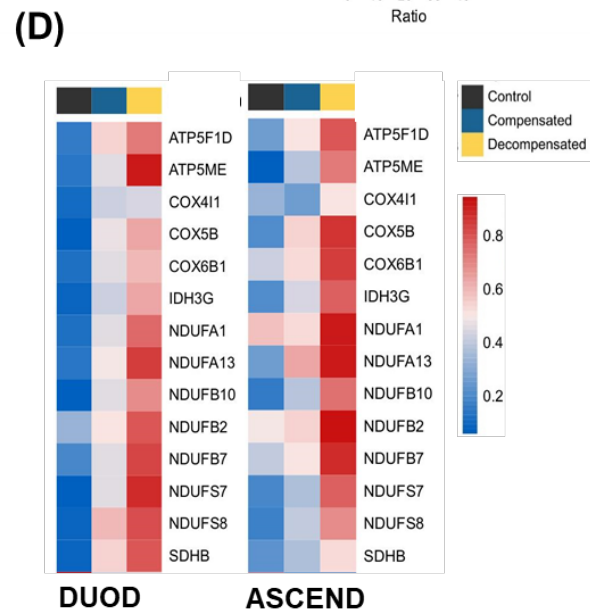 (D)
Ratio
Control
Compensated
Decompensated
ATP5F1D
ATP5ME
COX4I1
COX5B
COX6B1
IDH3G
NDUFA1
NDUFA13
NDUFB10
NDUFB2
NDUFB7
NDUFS7
NDUFS8
SDHB
DUOD
ATP5F1D
ATP5ME
COX4I1
COX5B
COX6B1
IDH3G
NDUFA1
NDUFA13
NDUFB10
NDUFB2
NDUFB7
NDUFS7
NDUFS8
SDHB
ASCEND
0.8
0.6
0.4
0.2